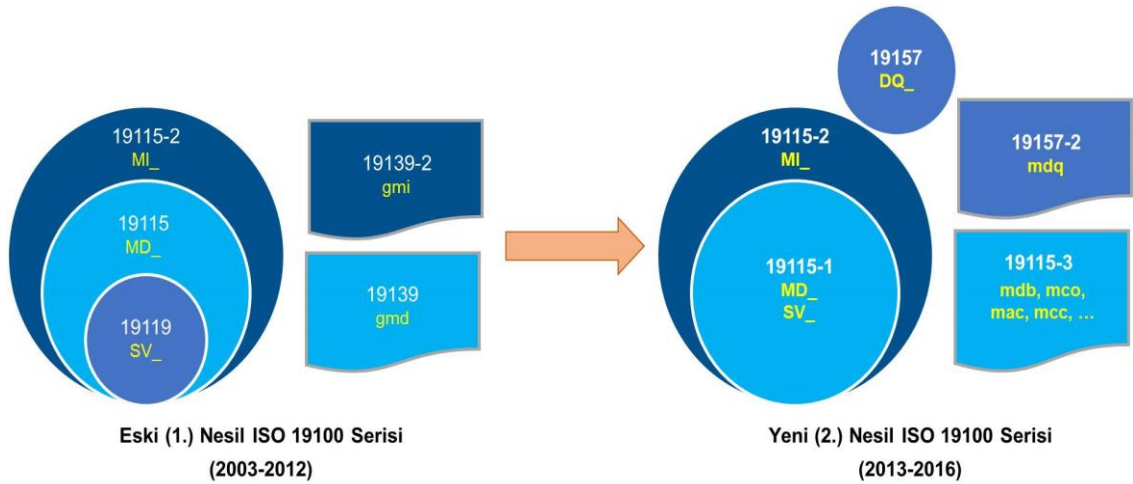 19115-2
MI_
19115
MD_
19119
SV_
19139-2
gmi
19139
gmd
Eski (1.) Nesil ISO 19100 Serisi
(2003-2012)
19157
DQ_
19115-2
MI_
19115-1
MD_
SV_
19157-2
mdq
19115-3
mdb, mco,
mac, mcc, …
Yeni (2.) Nesil ISO 19100 Serisi
(2013-2016)